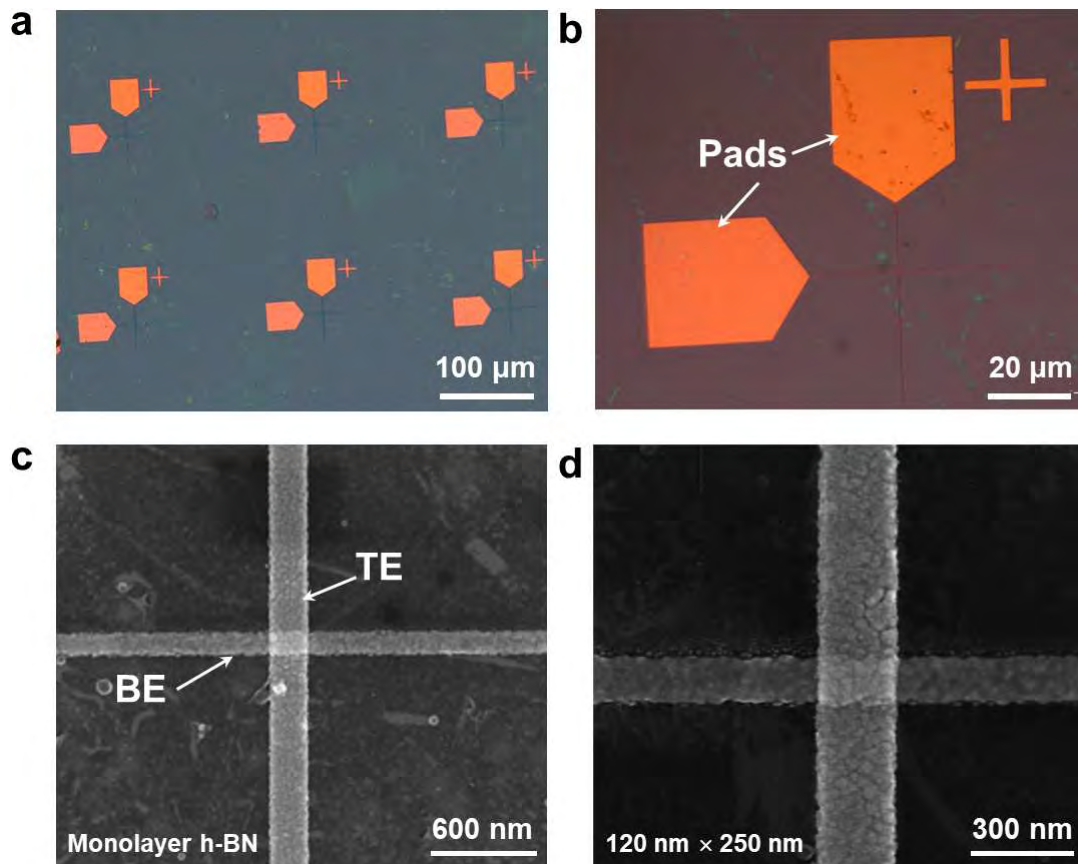 a
b
Pads
100 µm
20 µm
c
d
TE
BE
Monolayer h-BN
600 nm
120 nm × 250 nm
300 nm